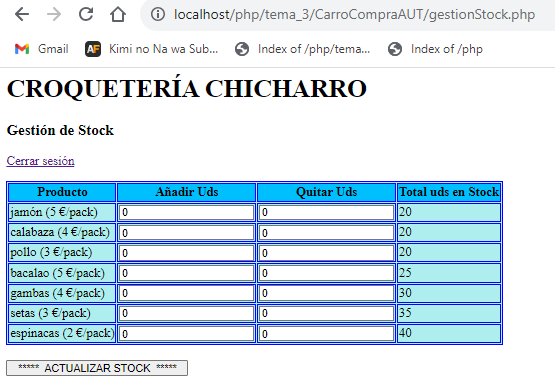 localhost/php/tema_3/CarroCompraAUT/gestionStock.php
Gmail Kimi no Na wa Sub... Index of /php/tema... Index of /php
CROQUETERÍA CHICHARRO
Gestión de Stock
Cerrar sesión
Producto Añadir Uds Quitar Uds Total uds en Stock
jamón (5 €/pack) 0 0 20
calabaza (4 €/pack) 0 0 20
pollo (3 €/pack) 0 0 20
bacalao (5 €/pack) 0 0 25
gambas (4 €/pack) 0 0 30
setas (3 €/pack) 0 0 35
espinacas (2 €/pack) 0 0 40
***** ACTUALIZAR STOCK *****